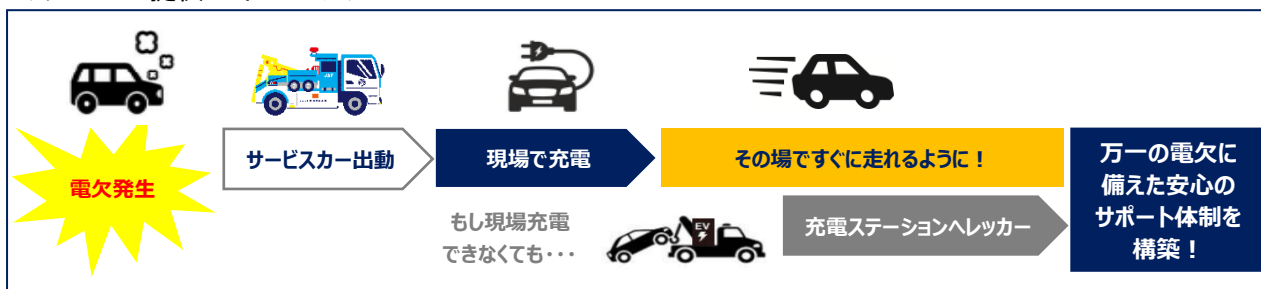 電欠発生
サービスカー出動
現場で充電
その場ですぐに走れるように！
もし現場充電
できなくても･･･
EV
充電ステーションへレッカー
万一の電欠に
備えた安心の
サポート体制を
構築！